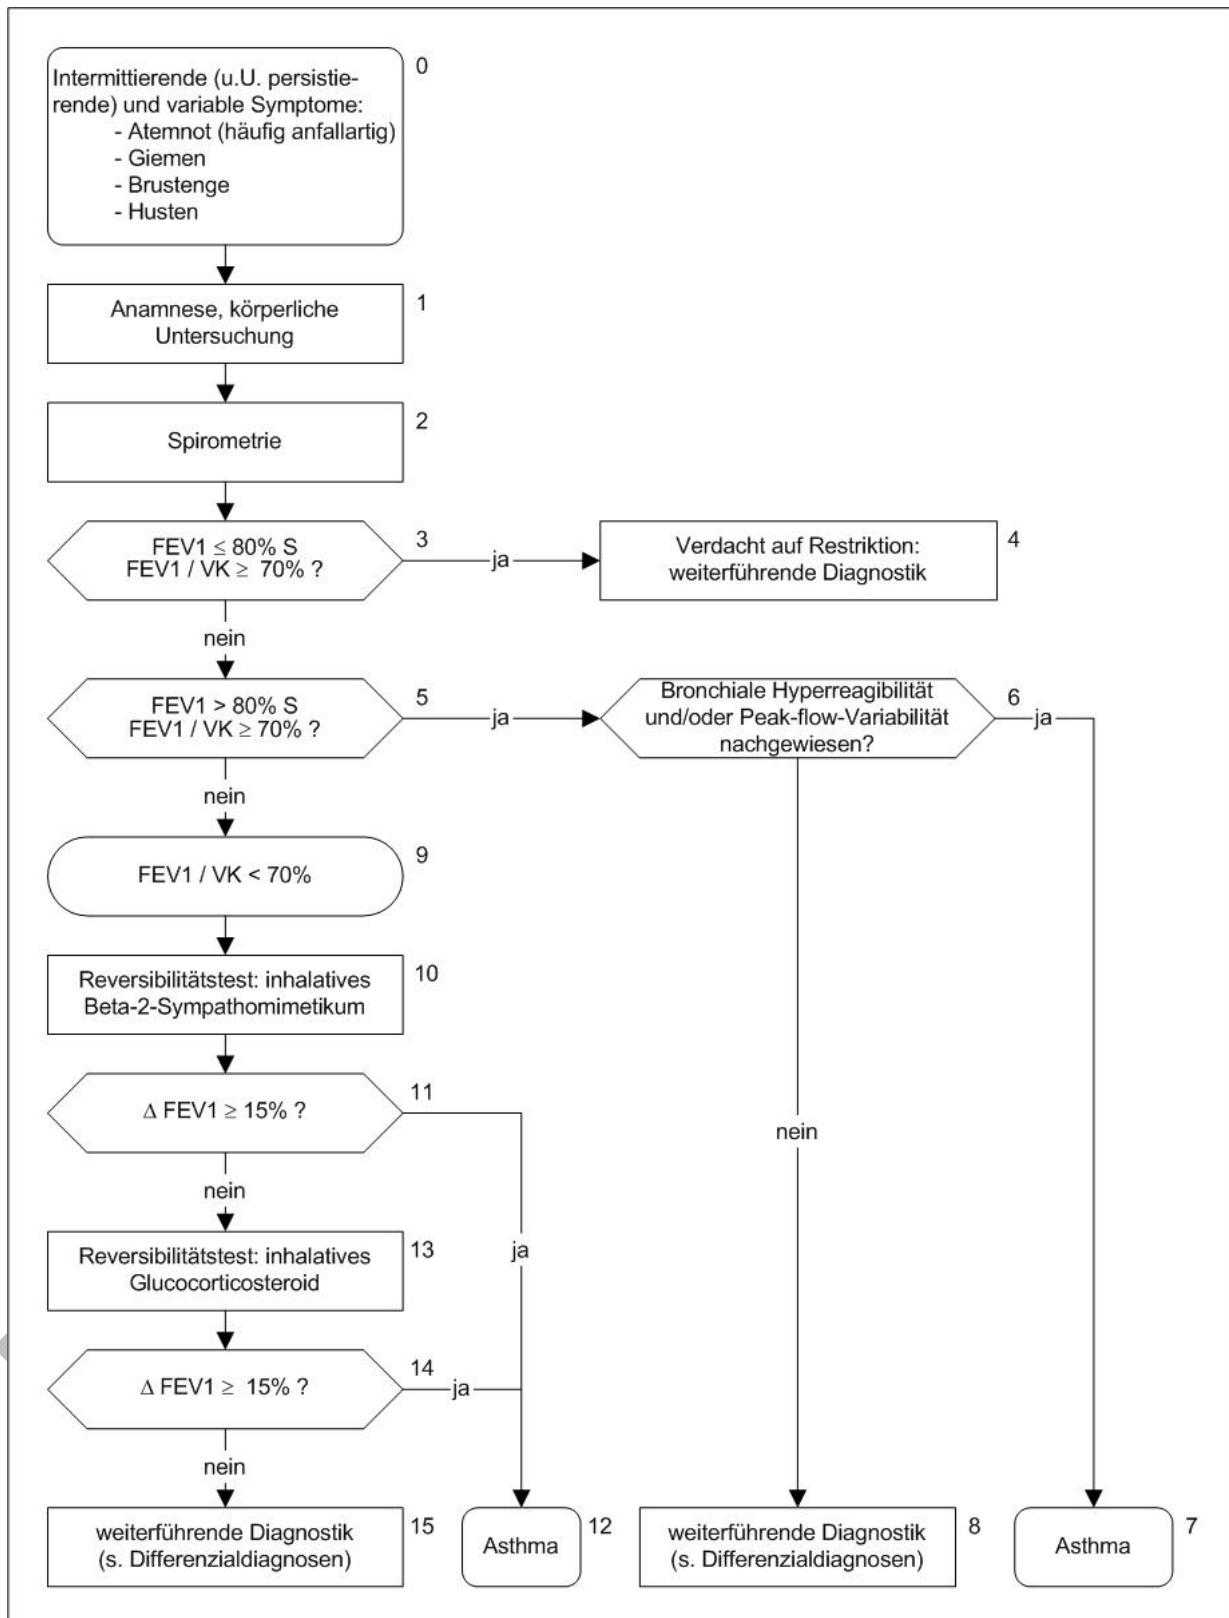 0
Intermittierende (u.U. persistie-
rende) und variable Symptome:
- Atemnot (häufig anfallartig)
- Giemen
- Brustenge
- Husten
1
Anamnese, körperliche
Untersuchung
2
Spirometrie
3
FEV1 ≤ 80% S
FEV1 / VK ≥ 70% ?
ja
4
Verdacht auf Restriktion:
weiterführende Diagnostik
nein
5
FEV1 > 80% S
FEV1 / VK ≥ 70% ?
ja
6
Bronchiale Hyperreagibilität
und/oder Peak-flow-Variabilität
nachgewiesen?
ja
nein
9
FEV1 / VK < 70%
10
Reversibilitätstest: inhalatives
Beta-2-Sympathomimetikum
11
Δ FEV1 ≥ 15% ?
nein
nein
13
Reversibilitätstest: inhalatives
Glucocorticosteroid
ja
14
Δ FEV1 ≥ 15% ?
ja
nein
15
weiterführende Diagnostik
(s. Differenzialdiagnosen)
12
Asthma
8
weiterführende Diagnostik
(s. Differenzialdiagnosen)
7
Asthma